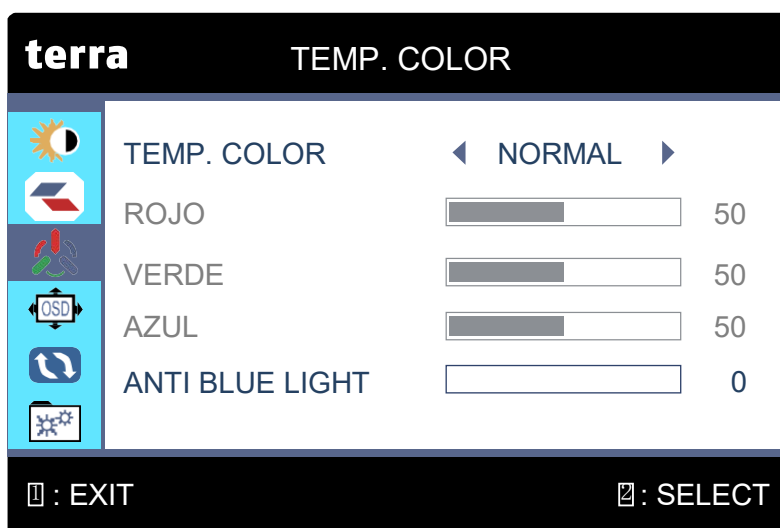 terra TEMP. COLOR
TEMP. COLOR NORMAL
ROJO 50
VERDE 50
OSD
AZUL 50
ANTI BLUE LIGHT 0
1 : EXIT 2 : SELECT